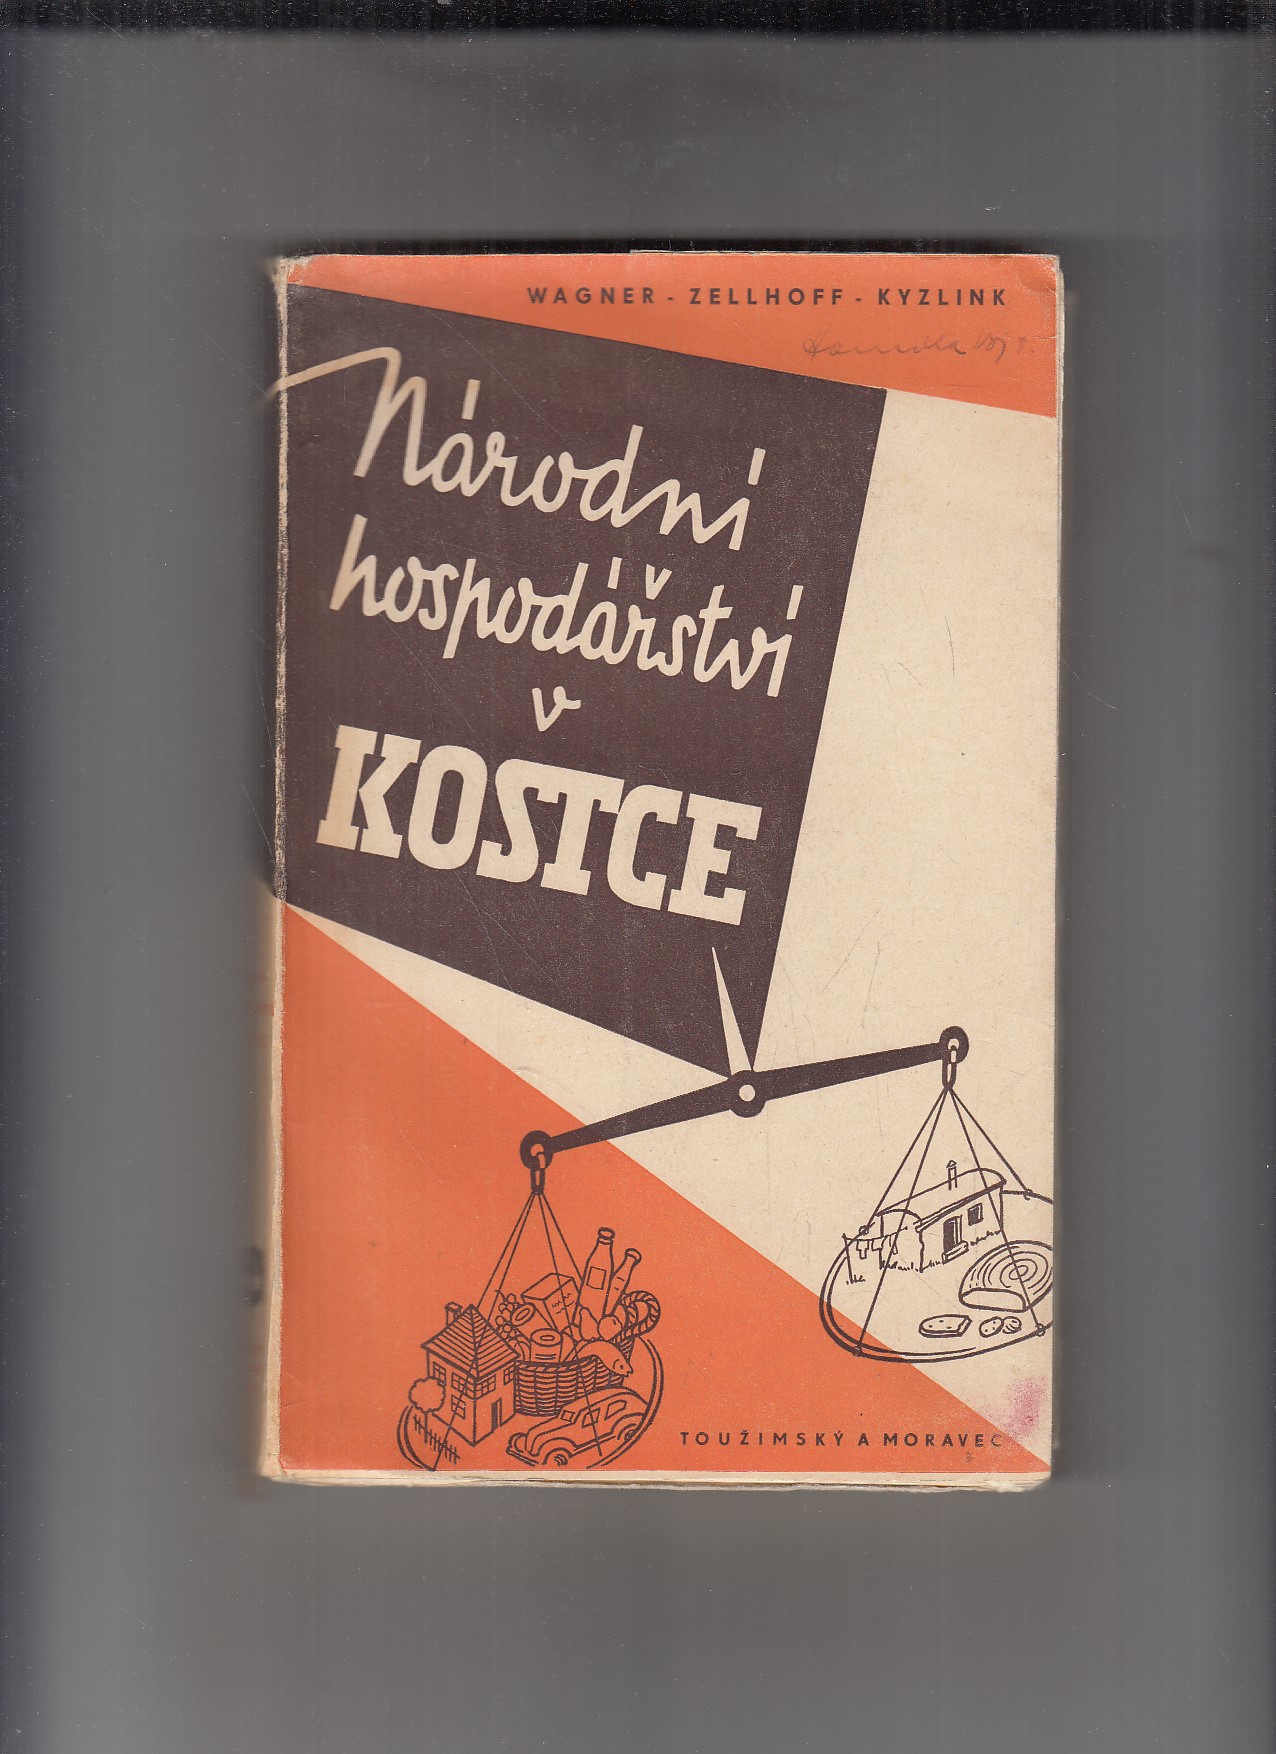 WAGNER - ZELLHOFF - KYZLINK
Národní
hospodářství
v
KOSTCE
TOUŽIMSKÝ A MORAVEC